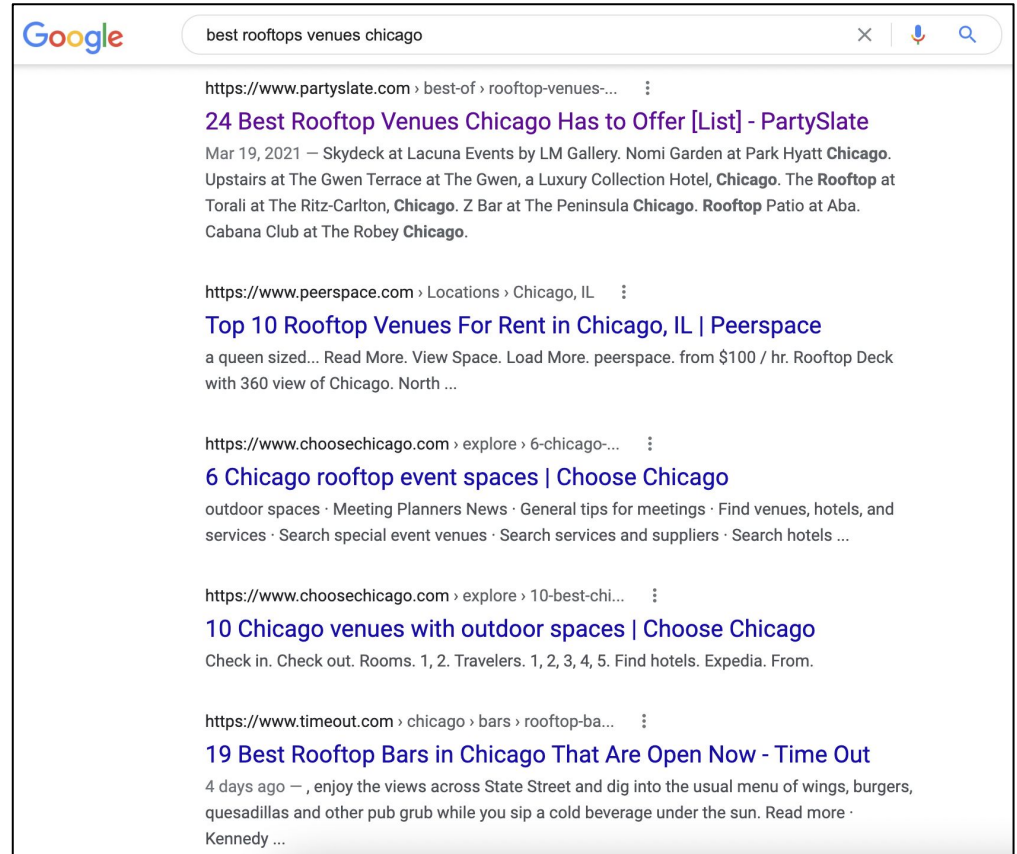 Google
best rooftops venues chicago
https://www.partyslate.com › best-of › rooftop-venues-...
24 Best Rooftop Venues Chicago Has to Offer [List] - PartySlate
Mar 19, 2021 — Skydeck at Lacuna Events by LM Gallery. Nomi Garden at Park Hyatt Chicago.
Upstairs at The Gwen Terrace at The Gwen, a Luxury Collection Hotel, Chicago. The Rooftop at
Torali at The Ritz-Carlton, Chicago. Z Bar at The Peninsula Chicago. Rooftop Patio at Aba.
Cabana Club at The Robey Chicago.
https://www.peerspace.com › Locations › Chicago, IL
Top 10 Rooftop Venues For Rent in Chicago, IL | Peerspace
a queen sized... Read More. View Space. Load More. peerspace. from $100 / hr. Rooftop Deck
with 360 view of Chicago. North ...
https://www.choosechicago.com › explore › 6-chicago-...
6 Chicago rooftop event spaces | Choose Chicago
outdoor spaces · Meeting Planners News · General tips for meetings · Find venues, hotels, and
services · Search special event venues · Search services and suppliers · Search hotels ...
https://www.choosechicago.com › explore › 10-best-chi...
10 Chicago venues with outdoor spaces | Choose Chicago
Check in. Check out. Rooms. 1, 2. Travelers. 1, 2, 3, 4, 5. Find hotels. Expedia. From.
https://www.timeout.com › chicago › bars › rooftop-ba...
19 Best Rooftop Bars in Chicago That Are Open Now - Time Out
4 days ago — , enjoy the views across State Street and dig into the usual menu of wings, burgers,
quesadillas and other pub grub while you sip a cold beverage under the sun. Read more ·
Kennedy ...